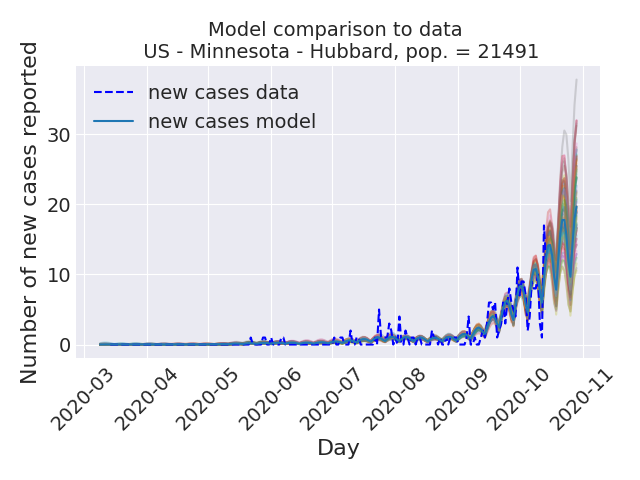 Model comparison to data
US - Minnesota - Hubbard, pop. = 21491
Number of new cases reported
new cases data
new cases model
30
20
10
0
2020-03
2020-04
2020-05
2020-06
2020-07
2020-08
2020-09
2020-10
2020-11
Day